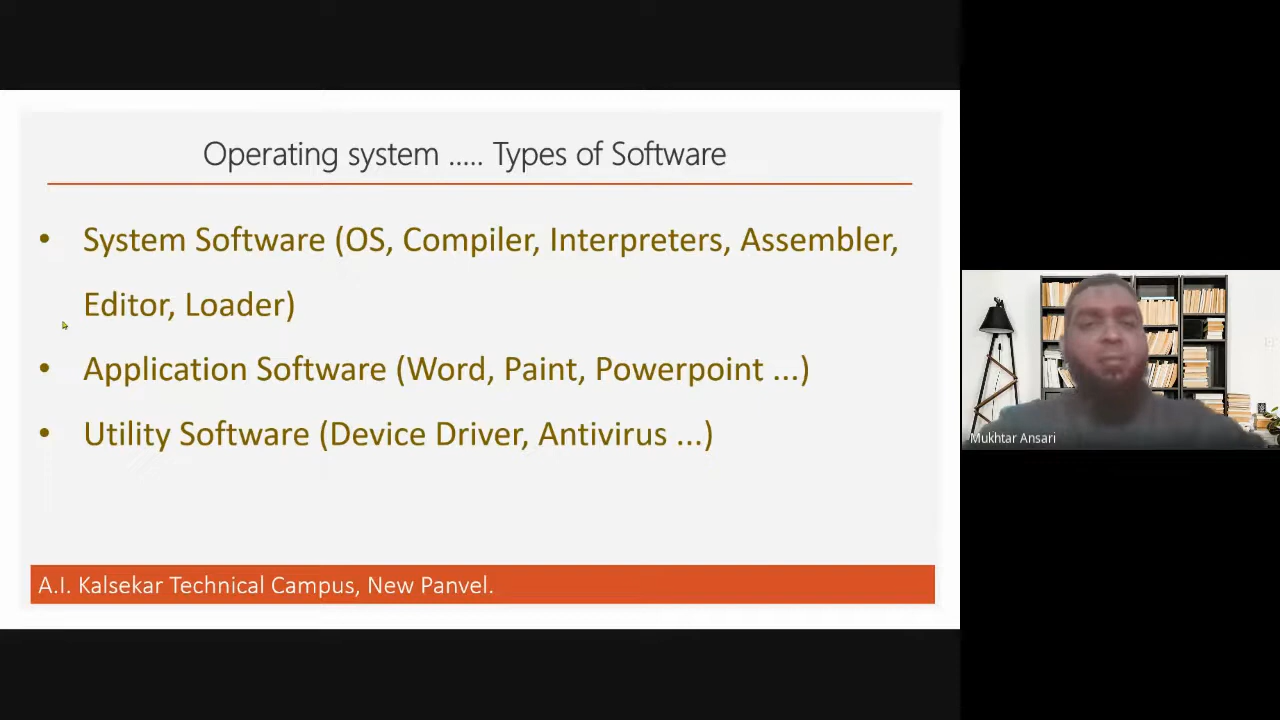 Operating system ..... Types of Software
• System Software (OS, Compiler, Interpreters, Assembler,
Editor, Loader)
• Application Software (Word, Paint, Powerpoint ...)
• Utility Software (Device Driver, Antivirus ...)
A.I. Kalsekar Technical Campus, New Panvel.
Mukhtar Ansari